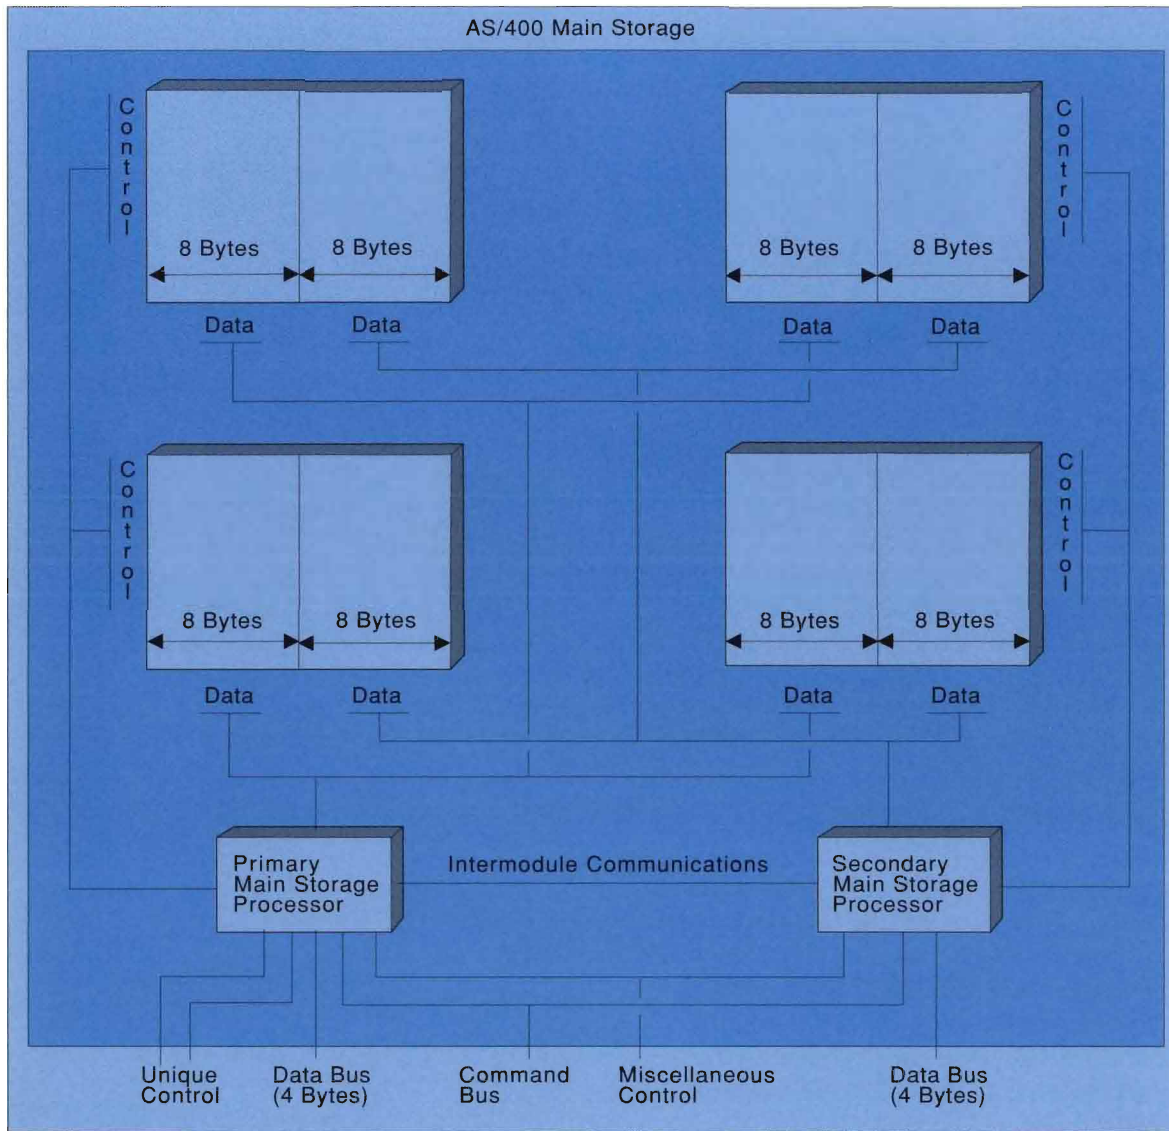 AS/400 Main Storage
Control
8 Bytes
8 Bytes
Data
Data
8 Bytes
8 Bytes
Control
Data
Data
Control
8 Bytes
8 Bytes
Data
Data
8 Bytes
8 Bytes
Control
Data
Data
Primary
Main Storage
Processor
Intermodule Communications
Secondary
Main Storage
Processor
Unique
Control
Data Bus
(4 Bytes)
Command
Bus
Miscellaneous
Control
Data Bus
(4 Bytes)